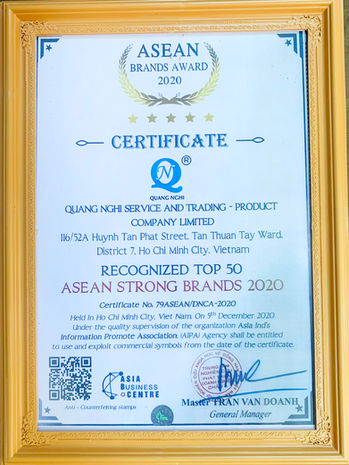 ASEAN
BRANDS AWARD
2020
CERTIFICATE
N
®
QUANG NGHI
QUANG NGHI SERVICE AND TRADING - PRODUCT
COMPANY LIMITED
116/52A Huynh Tan Phat Street, Tan Thuan Tay Ward,
District 7, Ho Chi Minh City, Vietnam
RECOGNIZED TOP 50
ASEAN STRONG BRANDS 2020
Certificate No. 79ASEAN/DNCA-2020
Held In Ho Chi Minh City, Viet Nam, On 5th December 2020
Under the quality supervision of the organization Asia Ind's
Information Promote Association, (AIPA) Agency shall be entitled
to use and exploit commercial symbols from the date of the certificate.
ASIA
BUSINESS
CENTRE
Anti - Counterfeiting stamps
Master TRAN VAN DOANH
General Manager